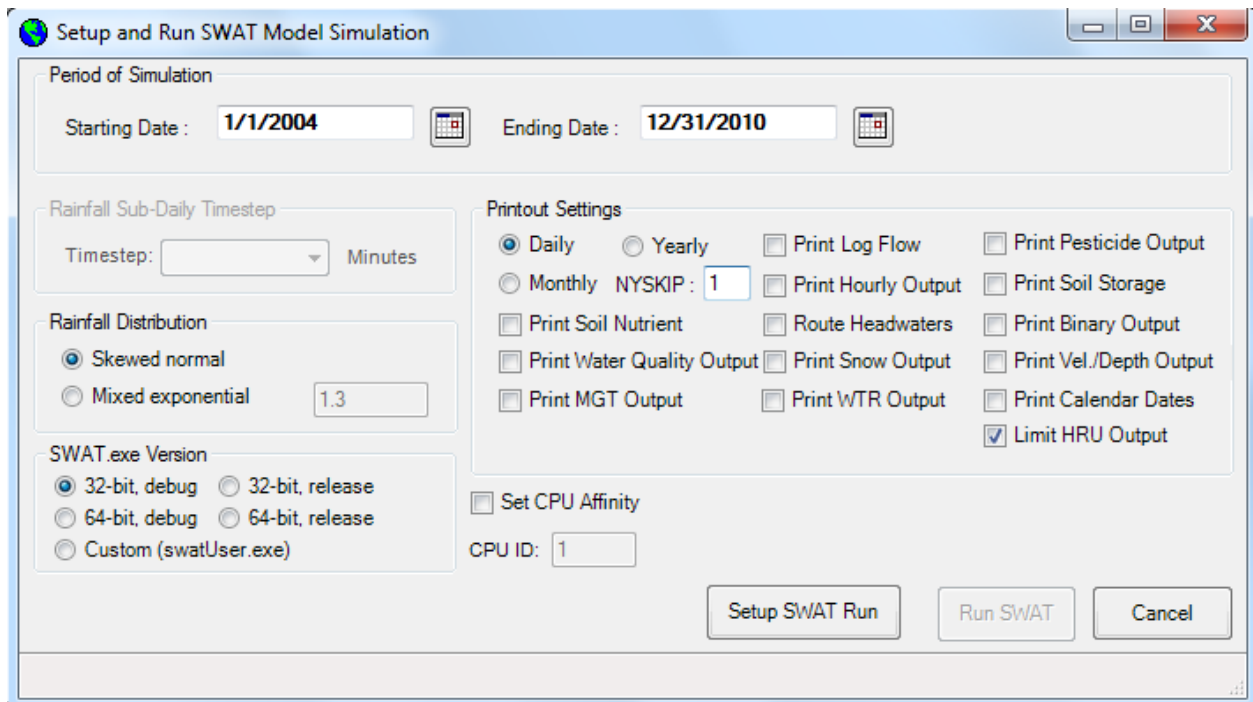 Setup and Run SWAT Model Simulation
Period of Simulation
Starting Date : 1/1/2004 Ending Date : 12/31/2010
Rainfall Sub-Daily Timestep
Timestep: Minutes
Rainfall Distribution
Skewed normal
Mixed exponential 1.3
SWAT.exe Version
32-bit, debug 32-bit, release
64-bit, debug 64-bit, release
Custom (swatUser.exe)
Printout Settings
Daily Yearly Print Log Flow Print Pesticide Output
Monthly NYSKIP : 1 Print Hourly Output Print Soil Storage
Print Soil Nutrient Route Headwaters Print Binary Output
Print Water Quality Output Print Snow Output Print Vel./Depth Output
Print MGT Output Print WTR Output Print Calendar Dates
Limit HRU Output
Set CPU Affinity
CPU ID: 1
Setup SWAT Run Run SWAT Cancel